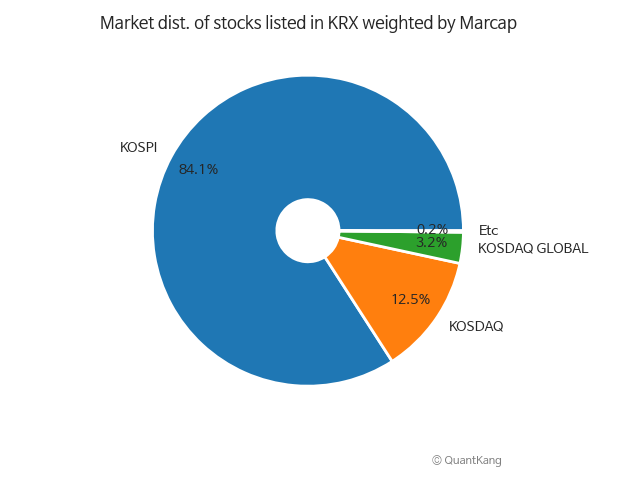 Market dist. of stocks listed in KRX weighted by Marcap
KOSPI
84.1%
0.2%
Etc
3.2%
KOSDAQ GLOBAL
12.5%
KOSDAQ
© QuantKang